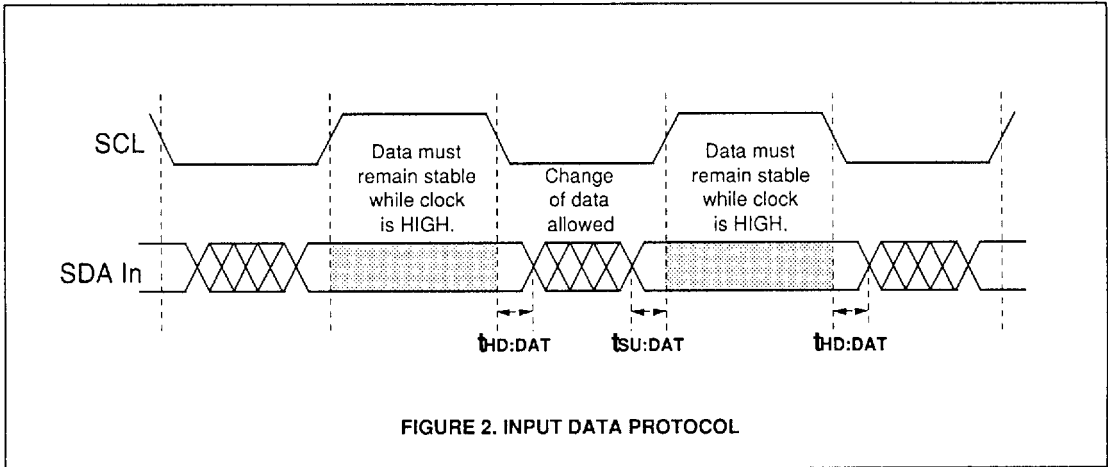 SCL
Data must
remain stable
while clock
is HIGH.
Change
of data
allowed
Data must
remain stable
while clock
is HIGH.
SDA In
tHD:DAT
tSU:DAT
tHD:DAT
FIGURE 2. INPUT DATA PROTOCOL